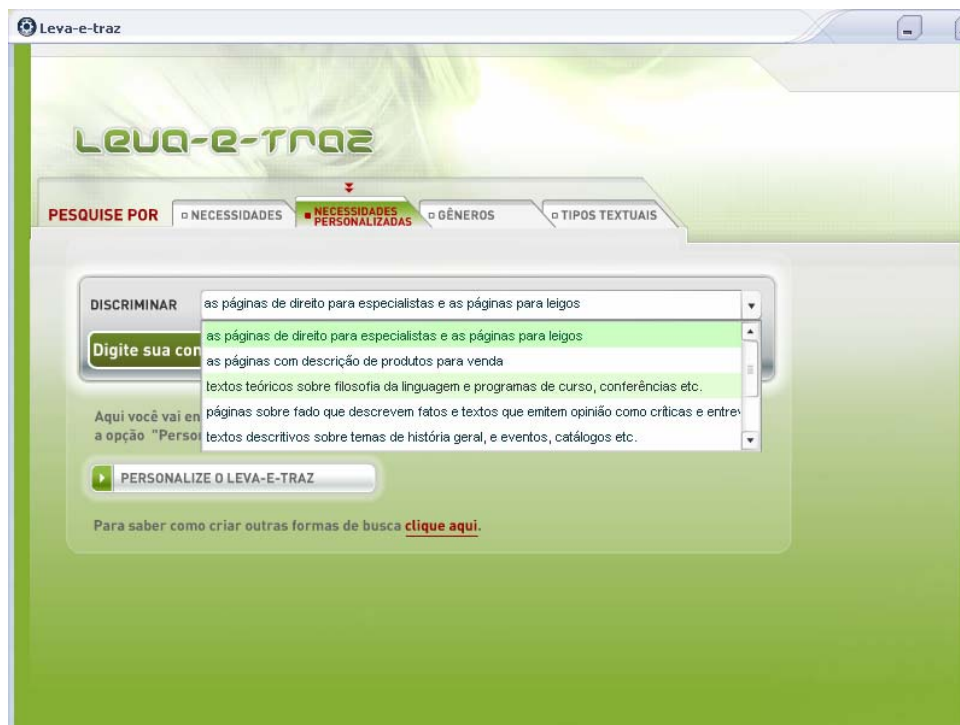 Leva-e-traz
Leva-e-Traz
PESQUISE POR
NECESSIDADES
NECESSIDADES
PERSONALIZADAS
GÊNEROS
TIPOS TEXTUAIS
DISCRIMINAR
as páginas de direito para especialistas e as páginas para leigos
as páginas de direito para especialistas e as páginas para leigos
Digite sua con
as páginas com descrição de produtos para venda
textos teóricos sobre filosofia da linguagem e programas de curso, conferências etc.
páginas sobre fado que descrevem fatos e textos que emitem opinião como críticas e entrev
Aqui você vai en
a opção "Person
textos descritivos sobre temas de história geral, e eventos, catálogos etc.
PERSONALIZE O LEVA-E-TRAZ
Para saber como criar outras formas de busca clique aqui.